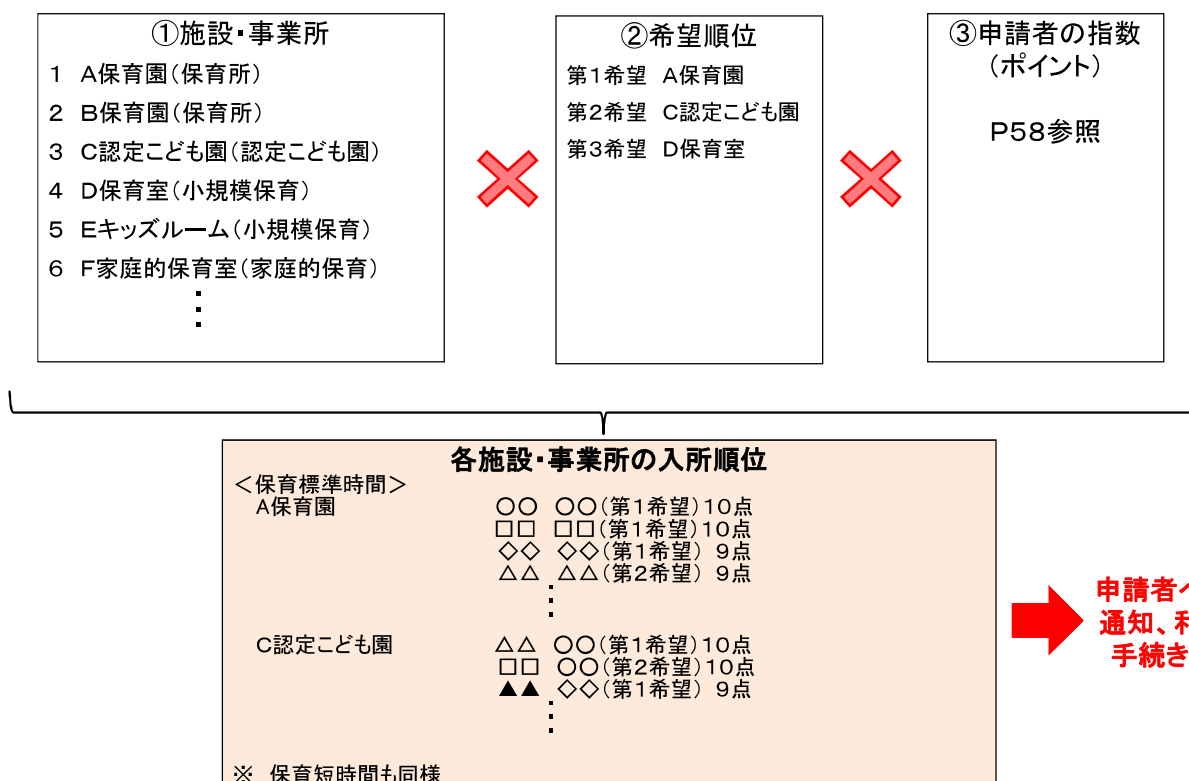 ①施設・事業所
1 A保育園(保育所)
2 B保育園(保育所)
3 C認定こども園(認定こども園)
4 D保育室(小規模保育)
5 Eキッズルーム(小規模保育)
6 F家庭的保育室(家庭的保育)
②希望順位
第1希望 A保育園
第2希望 C認定こども園
第3希望 D保育室
③申請者の指数
(ポイント)
P58参照
各施設・事業所の入所順位
<保育標準時間>
A保育園 ○○ ○○(第1希望)10点
□□ □□(第1希望)10点
◇◇ ◇◇(第1希望) 9点
△△ △△(第2希望) 9点
C認定こども園 △△ ○○(第1希望)10点
□□ ○○(第2希望)10点
▲▲ ◇◇(第1希望) 9点
※ 保育短時間も同様
申請者へ
通知、利
手続き